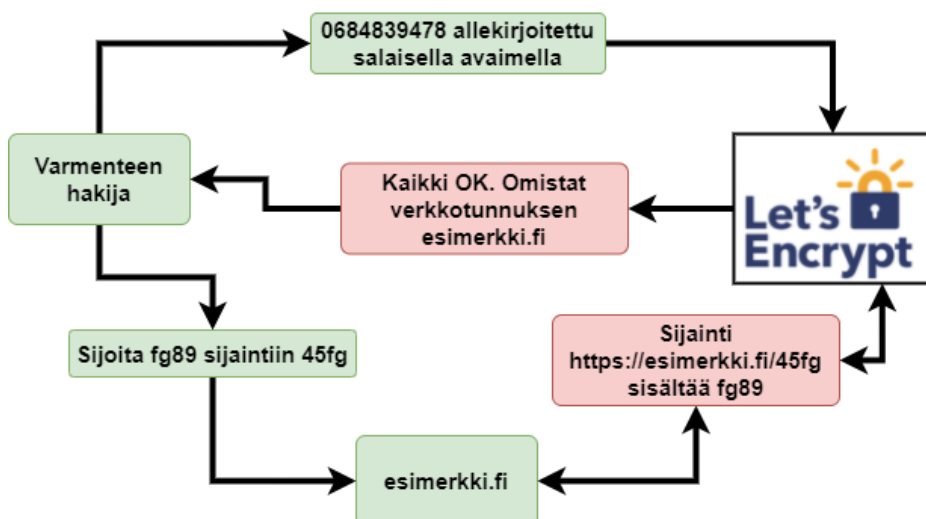 0684839478 allekirjoitettu
salaisella avaimella
Varmenteen
hakija
Kaikki OK. Omistat
verkkotunnuksen
esimerkki.fi
Let's
Encrypt
Sijoita fg89 sijaintiin 45fg
Sijainti
https://esimerkki.fi/45fg
sisältää fg89
esimerkki.fi